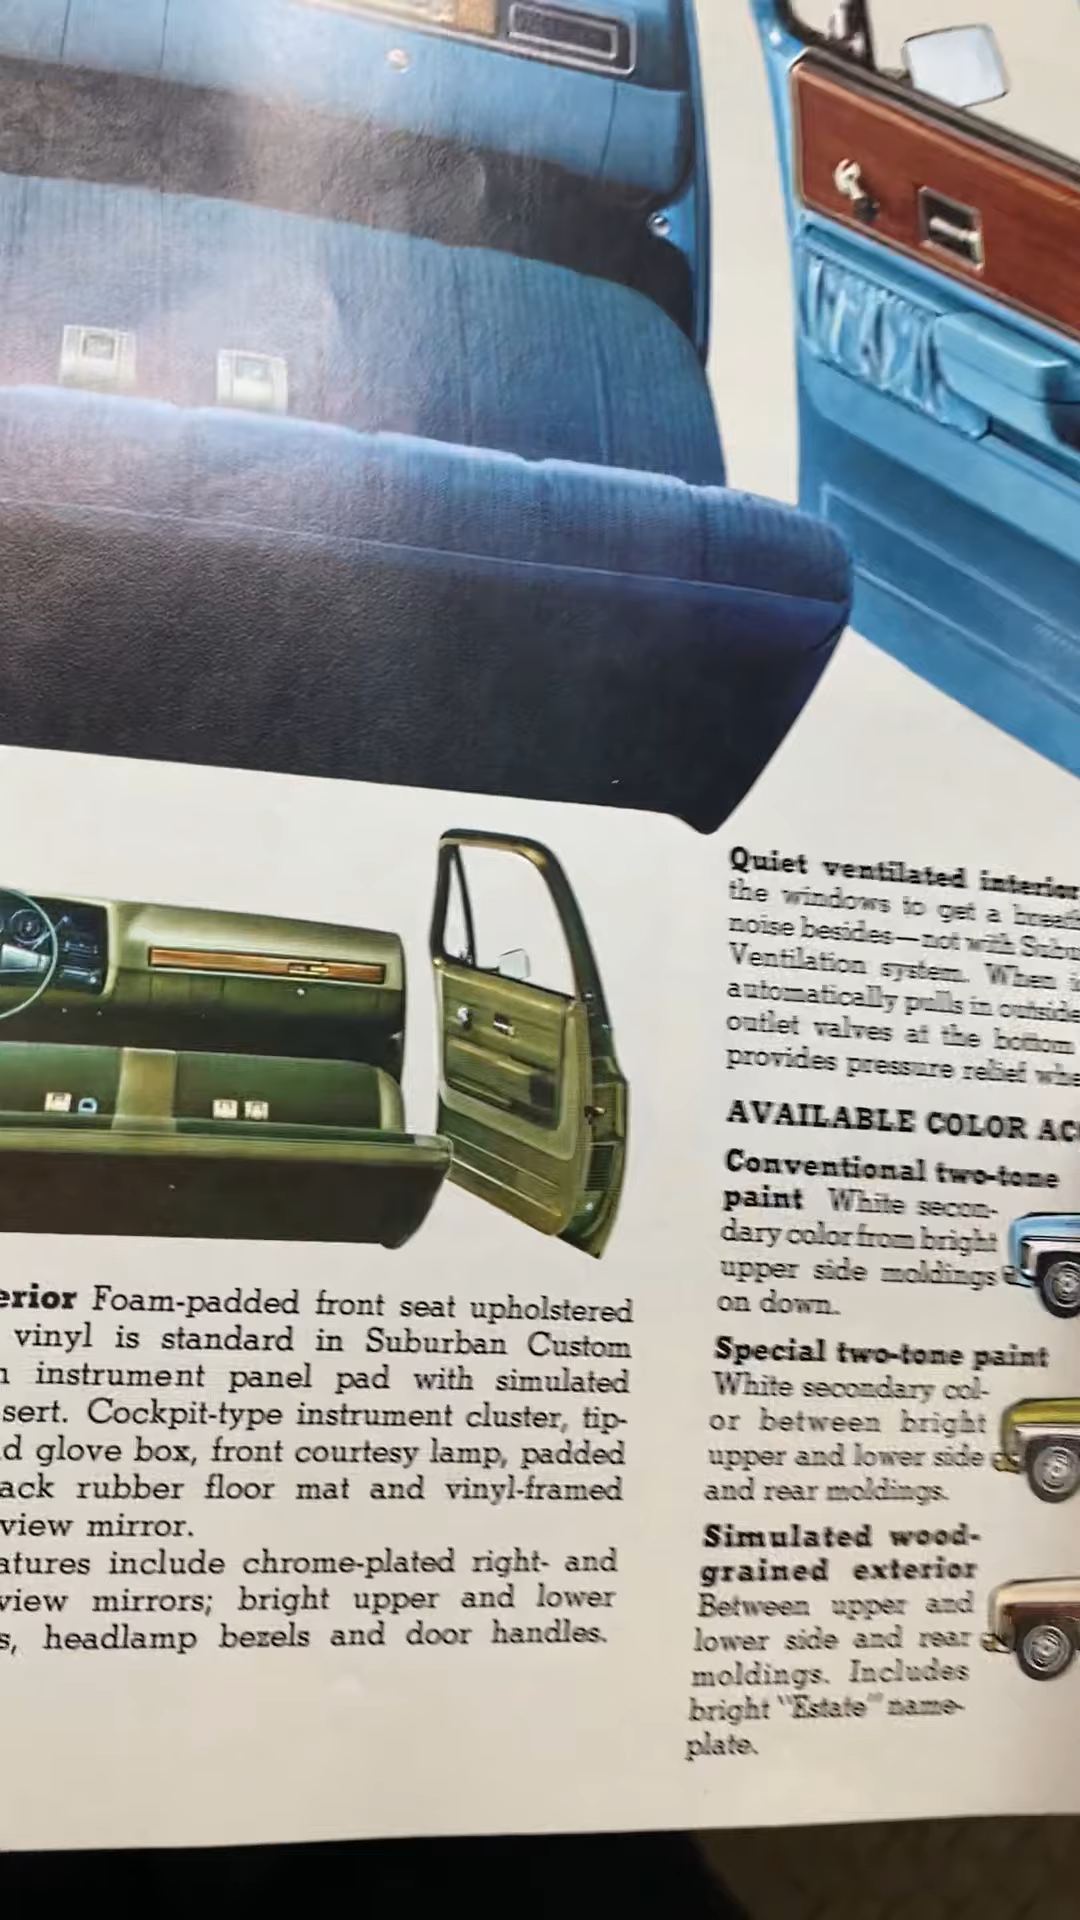 erior Foam-padded front seat upholstered
vinyl is standard in Suburban Custom
instrument panel pad with simulated
sert. Cockpit-type instrument cluster, tip-
d glove box, front courtesy lamp, padded
ack rubber floor mat and vinyl-framed
view mirror.
atures include chrome-plated right- and
view mirrors; bright upper and lower
s, headlamp bezels and door handles.
Quiet ventilated interior
the windows to get a breat
noise besides—not with Subu
Ventilation system. When i
automatically pulls in outside
outlet valves at the bottom
provides pressure relief whe
AVAILABLE COLOR AC
Conventional two-tone
paint White secon-
dary color from bright
upper side moldings
on down.
Special two-tone paint
White secondary col-
or between bright
upper and lower side
and rear moldings.
Simulated wood-
grained exterior
Between upper and
lower side and rear
moldings. Includes
bright "Estate" name-
plate.